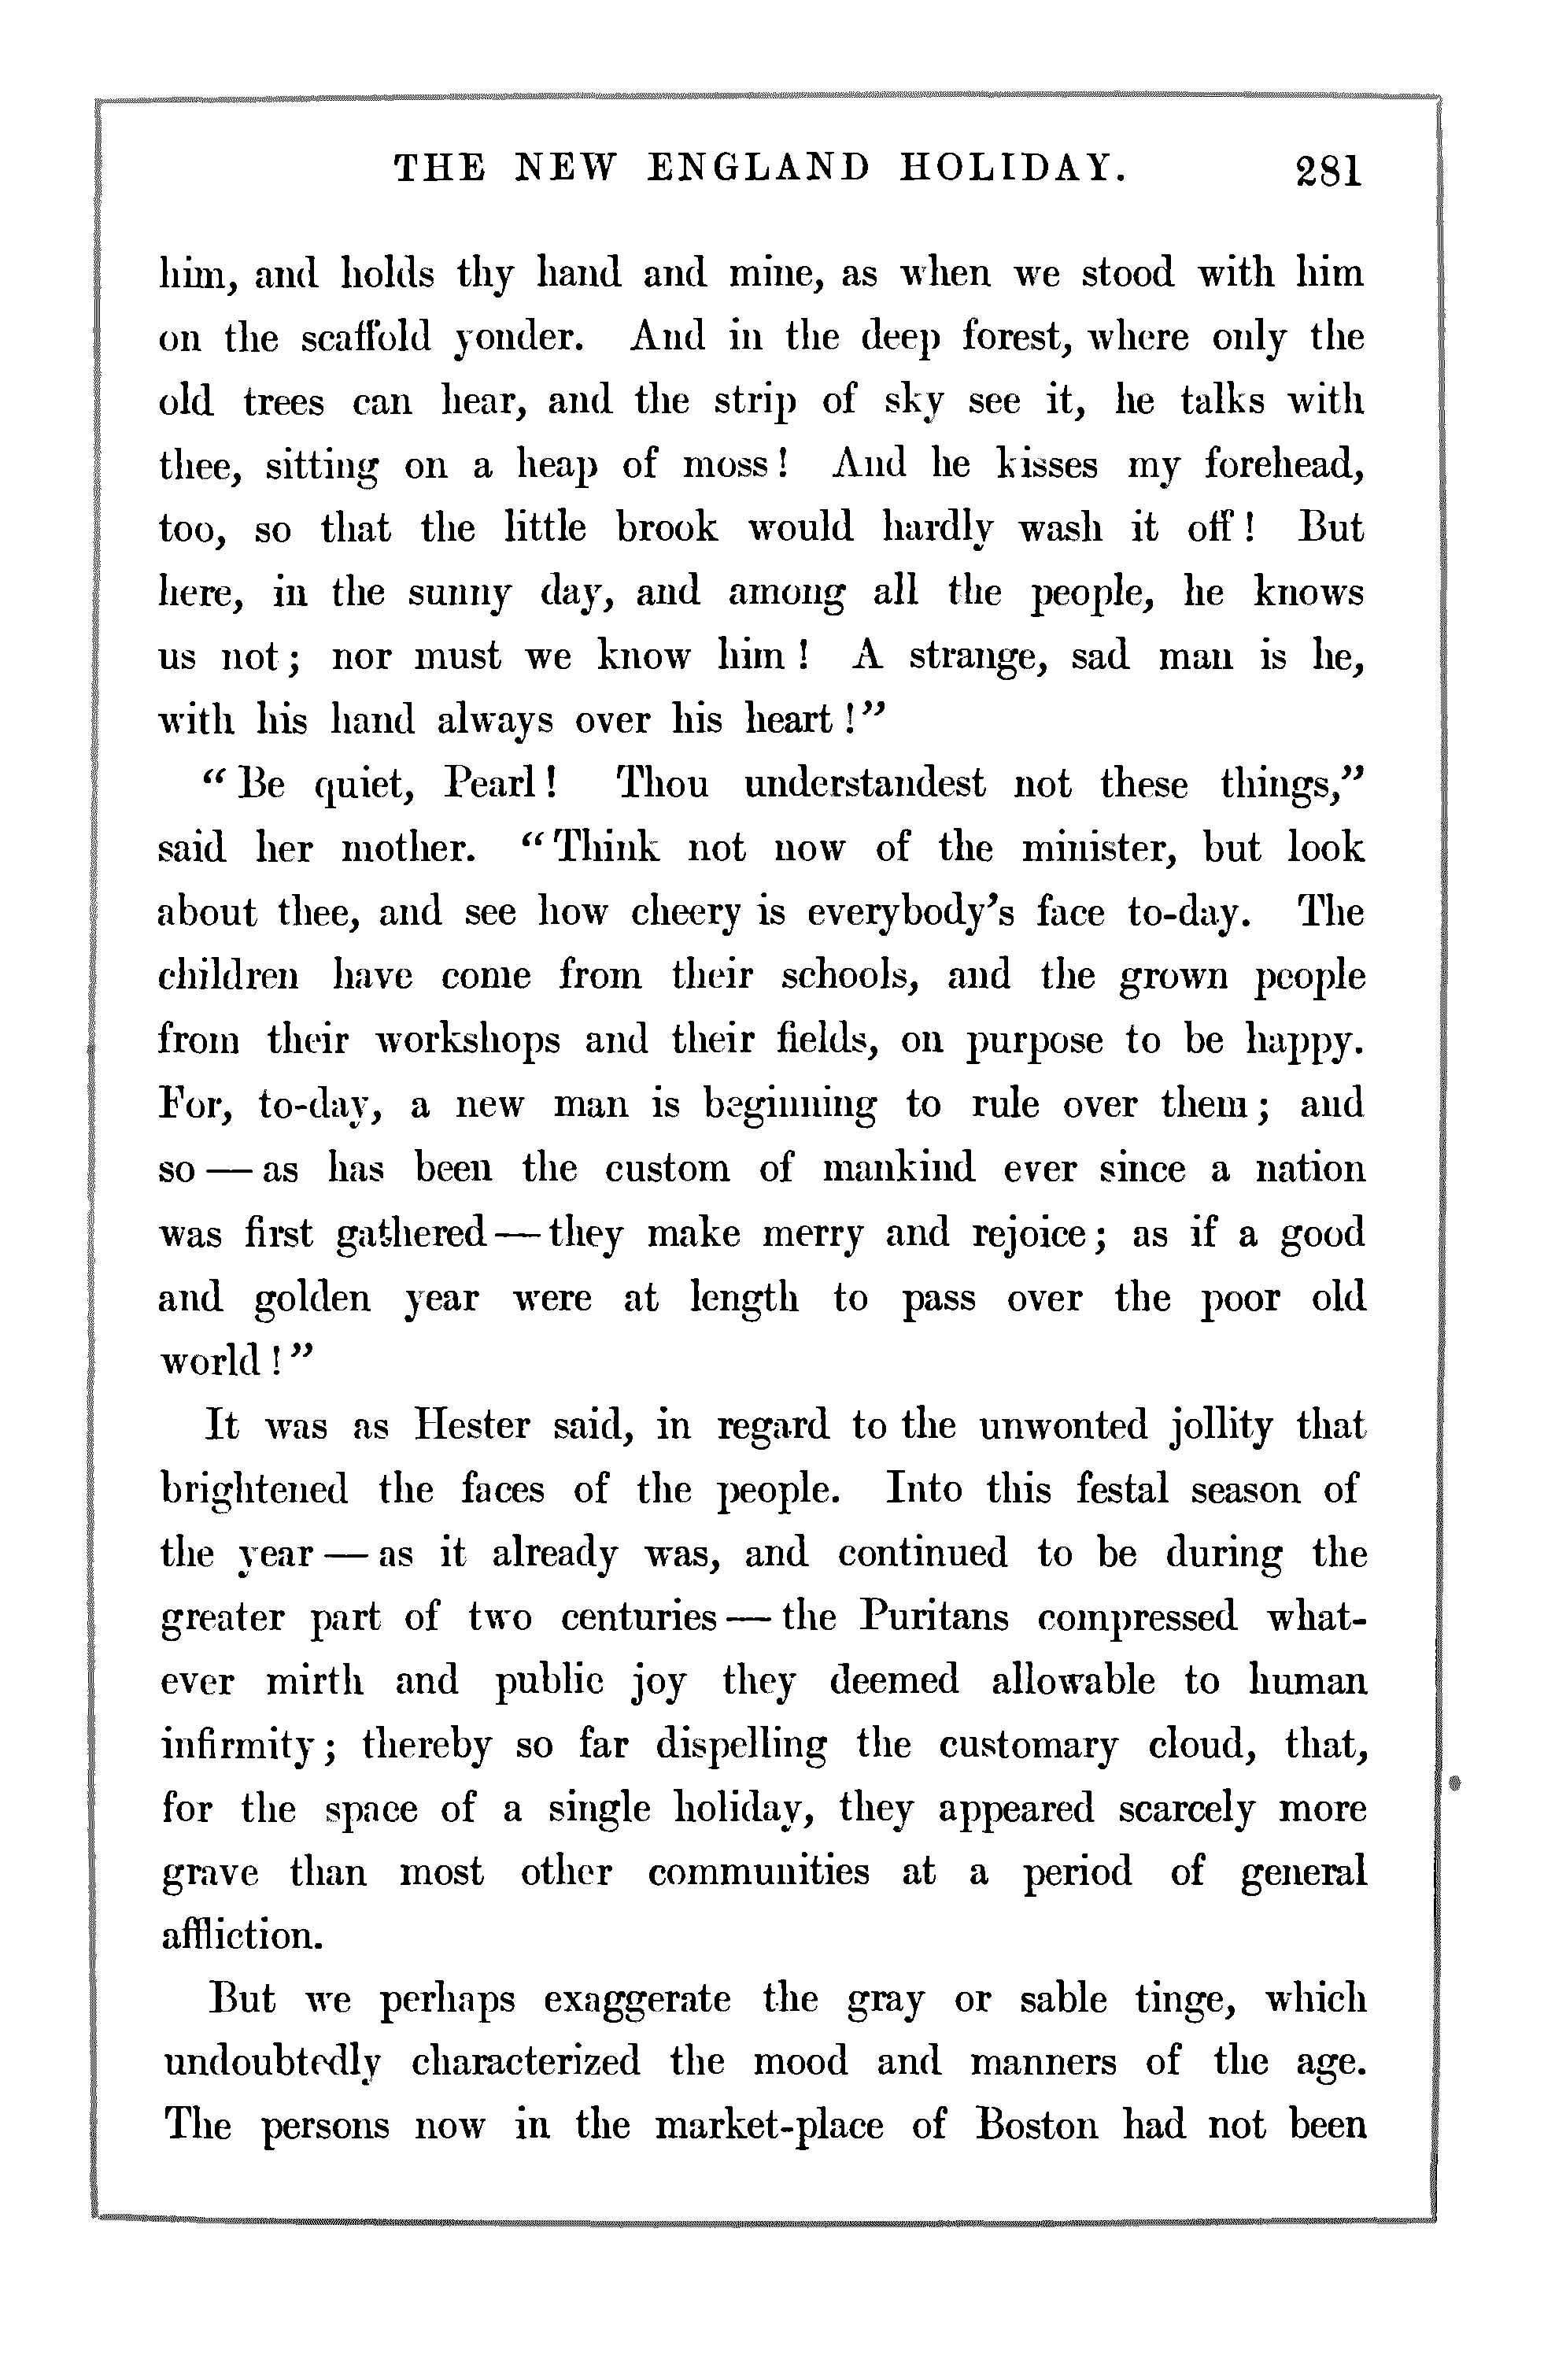 THE NEW ENGLAND HOLIDAY. 281
him, and holds thy hand and mine, as when we stood with him
on the scaffold yonder. And in the deep forest, where only the
old trees can hear, and the strip of sky see it, he talks with
thee, sitting on a heap of moss! And he kisses my forehead,
too, so that the little brook would hardly wash it off! But
here, in the sunny day, and among all the people, he knows
us not; nor must we know him! A strange, sad man is he,
with his hand always over his heart!”
“Be quiet, Pearl! Thou understandest not these things,”
said her mother. “Think not now of the minister, but look
about thee, and see how cheery is everybody’s face to-day. The
children have come from their schools, and the grown people
from their workshops and their fields, on purpose to be happy.
For, to-day, a new man is beginning to rule over them; and
so — as has been the custom of mankind ever since a nation
was first gathered — they make merry and rejoice; as if a good
and golden year were at length to pass over the poor old
world!”
It was as Hester said, in regard to the unwonted jollity that
brightened the faces of the people. Into this festal season of
the year — as it already was, and continued to be during the
greater part of two centuries — the Puritans compressed what-
ever mirth and public joy they deemed allowable to human
infirmity; thereby so far dispelling the customary cloud, that,
for the space of a single holiday, they appeared scarcely more
grave than most other communities at a period of general
affliction.
But we perhaps exaggerate the gray or sable tinge, which
undoubtedly characterized the mood and manners of the age.
The persons now in the market-place of Boston had not been